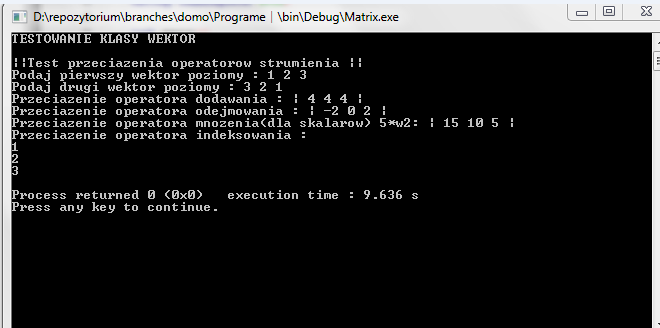 D:\repozytorium\branches\domo\Programe | \bin\Debug\Matrix.exe
TESTOWANIE KLASY WEKTOR
¦¦Test przeciazenia operatorow strumienia ¦¦
Podaj pierwszy wektor poziomy : 1 2 3
Podaj drugi wektor poziomy : 3 2 1
Przeciazenie operatora dodawania : ¦ 4 4 4 ¦
Przeciazenie operatora odejmowania : ¦ -2 0 2 ¦
Przeciazenie operatora mnozenia(dla skalarow) 5*w2: ¦ 15 10 5 ¦
Przeciazenie operatora indeksowania :
1
2
3
Process returned 0 (0x0)   execution time : 9.636 s
Press any key to continue.